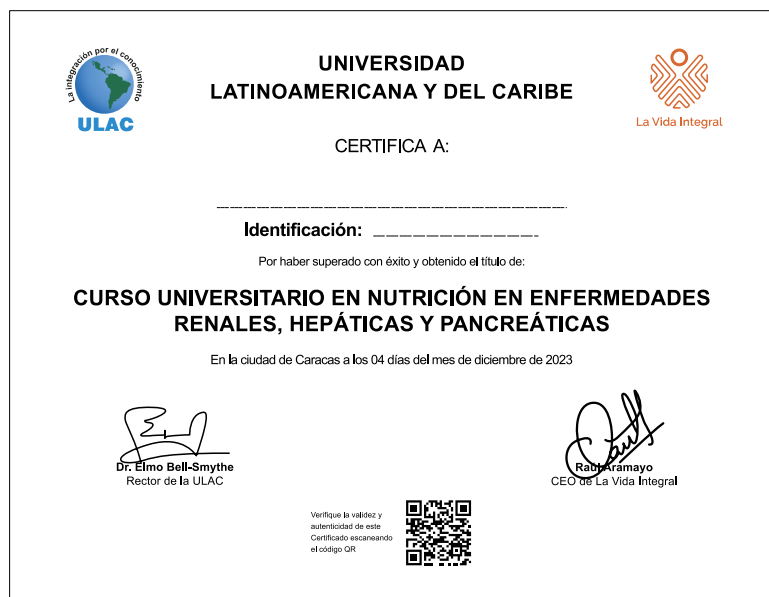 La integración por el conocimiento
ULAC
UNIVERSIDAD
LATINOAMERICANA Y DEL CARIBE
La Vida Integral
CERTIFICA A:
Identificación:
Por haber superado con éxito y obtenido el título de:
CURSO UNIVERSITARIO EN NUTRICIÓN EN ENFERMEDADES
RENALES, HEPÁTICAS Y PANCREÁTICAS
En la ciudad de Caracas a los 04 días del mes de diciembre de 2023
Dr. Elmo Bell-Smythe
Rector de la ULAC
Raúl Aramayo
CEO de La Vida Integral
Verifique la validez y
autenticidad de este
Certificado escaneando
el código QR